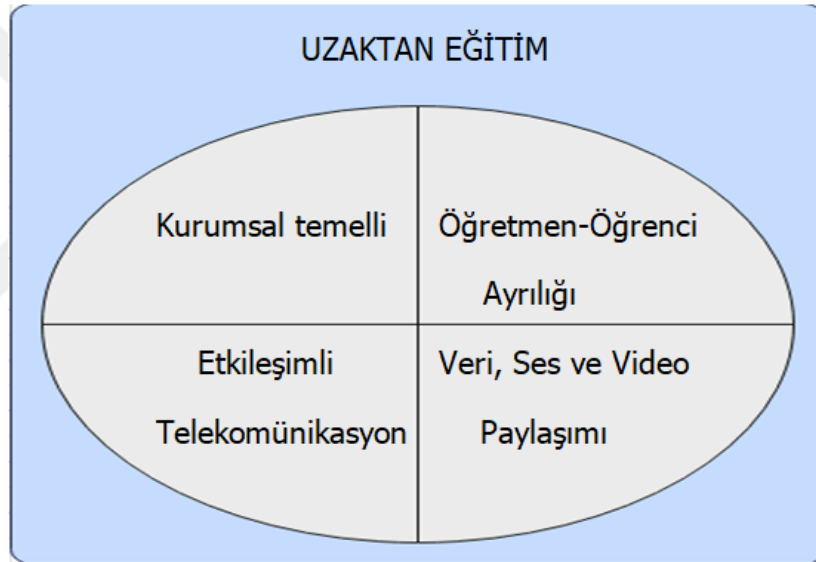 UZAKTAN EĞİTİM
Kurumsal temelli
Öğretmen-Öğrenci
Ayrılığı
Etkileşimli
Telekomünikasyon
Veri, Ses ve Video
Paylaşımı